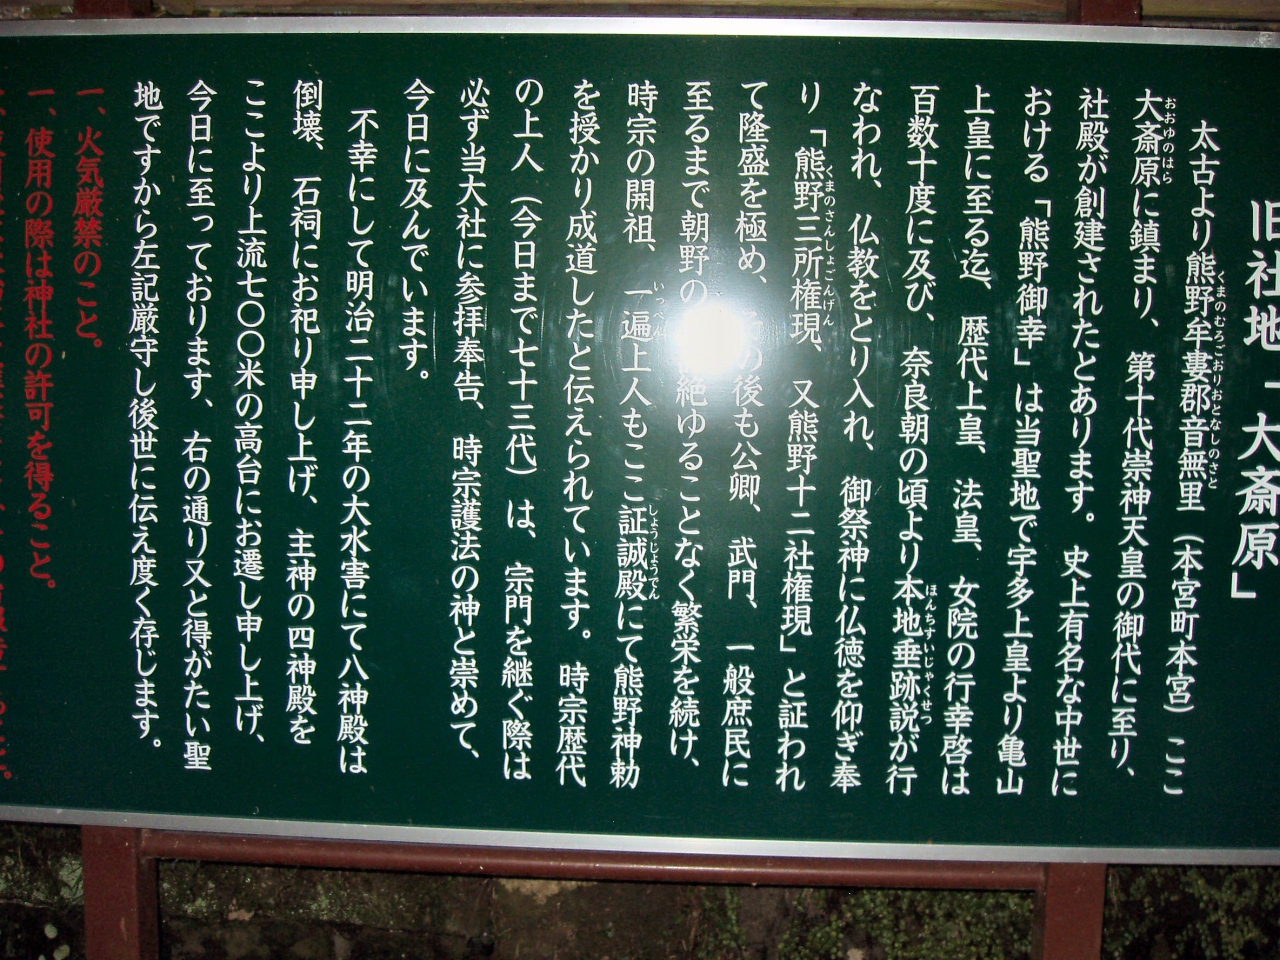 旧社地「大斎原」
太古より熊野牟婁郡音無里（本宮町本宮）ここ
大斎原に鎮まり、第十代崇神天皇の御代に至り、
社殿が創建されたとあります。史上有名な中世に
おける「熊野御幸」は当聖地で宇多上皇より亀山
上皇に至る迄、歴代上皇、法皇、女院の行幸啓は
百数十度に及び、奈良朝の頃より本地垂跡説が行
なわれ、仏教をとり入れ、御祭神に仏徳を仰ぎ奉
り「熊野三所権現、又熊野十二社権現」と証われ
て隆盛を極め、その後も公卿、武門、一般庶民に
至るまで朝野の絶ゆることなく繁栄を続け、
時宗の開祖、一遍上人もここ証誠殿にて熊野神勅
を授かり成道したと伝えられています。時宗歴代
の上人（今日まで七十三代）は、宗門を継ぐ際は
必ず当大社に参拝奉告、時宗護法の神と崇めて、
今日に及んでいます。
不幸にして明治二十二年の大水害にて八神殿は
倒壊、石祠にお祀り申し上げ、主神の四神殿を
ここより上流七〇〇米の高台にお遷し申し上げ、
今日に至っております、右の通り又と得がたい聖
地ですから左記厳守し後世に伝え度く存じます。
一、火気厳禁のこと。
一、使用の際は神社の許可を得ること。